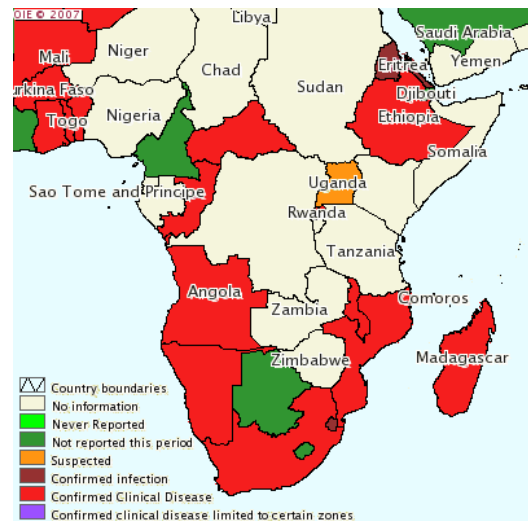 OIE © 2007
Libya
Saudi Arabia
Niger
Mali
Chad
Eritrea
Yemen
Burkina Faso
Sudan
Djibouti
Nigeria
Ethiopia
Togo
Somalia
Uganda
Sao Tome and Principe
Rwanda
Tanzania
Angola
Comoros
Zambia
Zimbabwe
Madagascar
Country boundaries
No information
Never Reported
Not reported this period
Suspected
Confirmed infection
Confirmed Clinical Disease
Confirmed clinical disease limited to certain zones